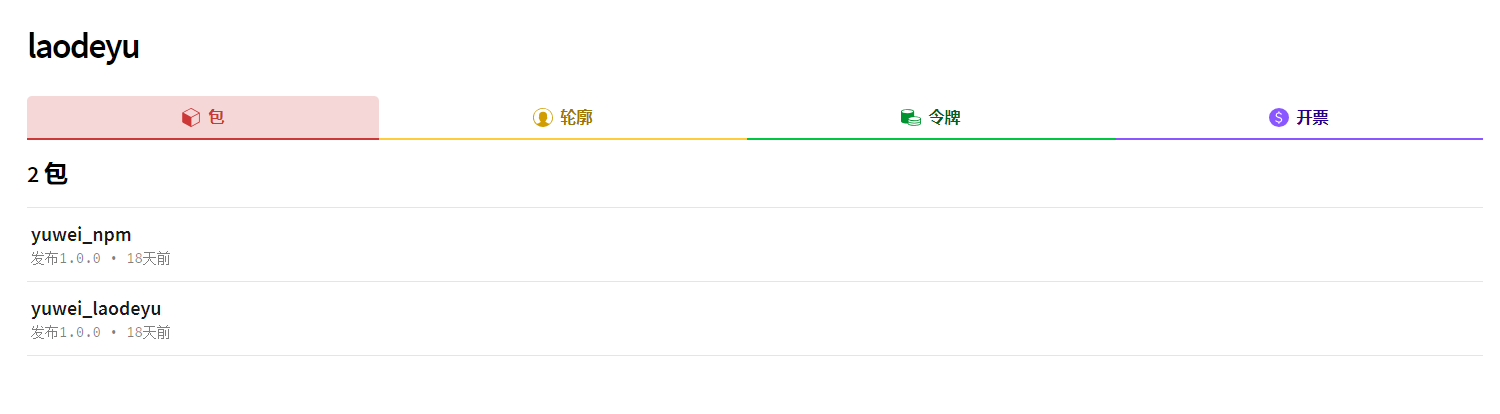 laodeyu
包 轮廓 令牌 开票
2 包
yuwei_npm
发布1.0.0 • 18天前
yuwei_laodeyu
发布1.0.0 • 18天前